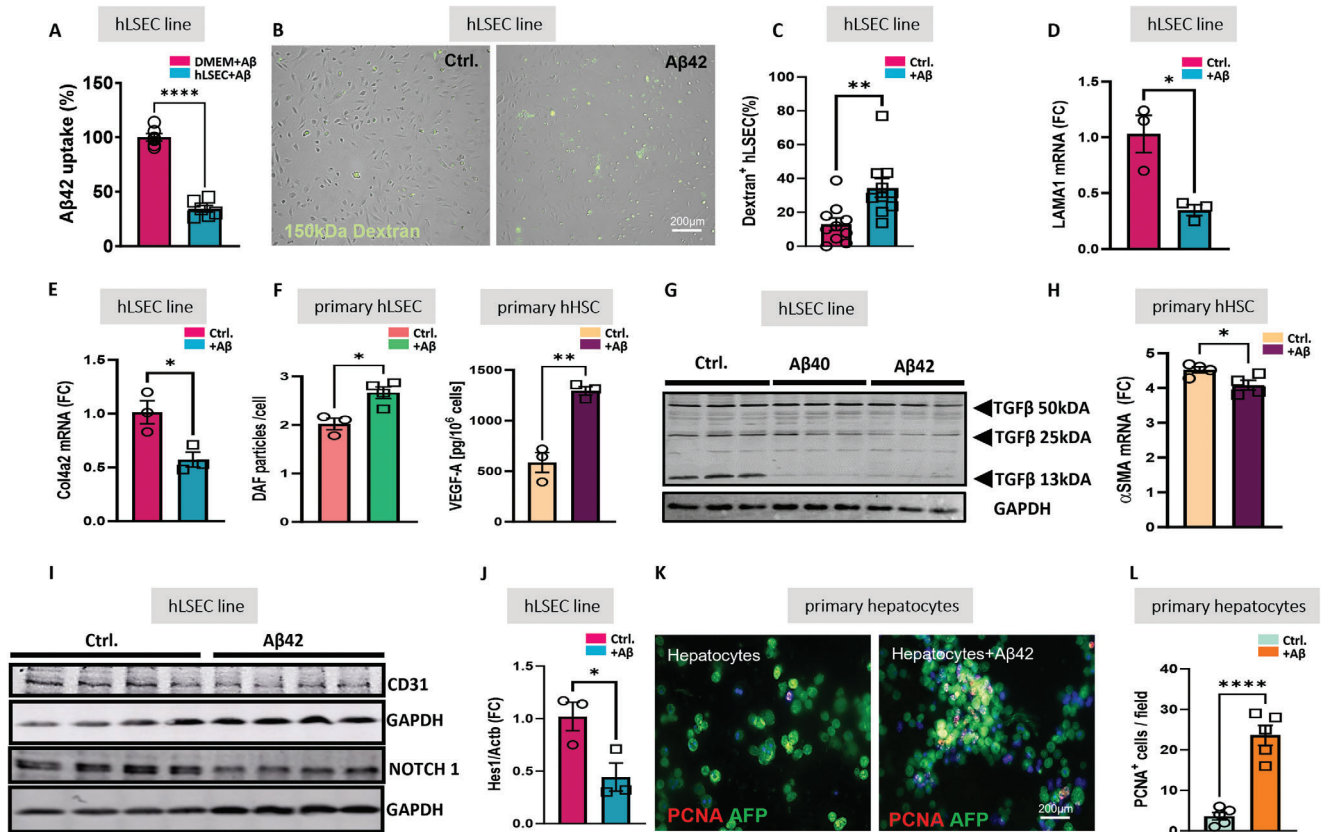 A
hLSEC line
DMEM+Aβ
hLSEC+Aβ
Aβ42 uptake (%)
150
100
50
0
****
B
hLSEC line
Ctrl.
Aβ42
150kDa Dextran
200µm
C
hLSEC line
Ctrl.
+Aβ
Dextran+ hLSEC(%)
100
80
60
40
20
0
**
D
hLSEC line
Ctrl.
+Aβ
LAMA1 mRNA (FC)
1.5
1.0
0.5
0.0
*
E
hLSEC line
Ctrl.
+Aβ
Col4a2 mRNA (FC)
1.5
1.0
0.5
0.0
*
F
primary hLSEC
Ctrl.
+Aβ
DAF particles/cell
3
2
1
0
*
primary hHSC
Ctrl.
+Aβ
VEGF-A [pg/10⁶ cells]
1500
1000
500
0
**
G
hLSEC line
Ctrl.
Aβ40
Aβ42
TGFβ 50kDA
TGFβ 25kDA
TGFβ 13kDA
GAPDH
H
primary hHSC
Ctrl.
+Aβ
αSMA mRNA (FC)
5
4
3
2
1
0
*
I
hLSEC line
Ctrl.
Aβ42
CD31
GAPDH
NOTCH 1
GAPDH
J
hLSEC line
Ctrl.
+Aβ
Hes1/Actb (FC)
1.5
1.0
0.5
0.0
*
K
primary hepatocytes
Hepatocytes
PCNA AFP
Hepatocytes+Aβ42
PCNA AFP
200µm
L
primary hepatocytes
Ctrl.
+Aβ
PCNA+ cells / field
40
30
20
10
0
****